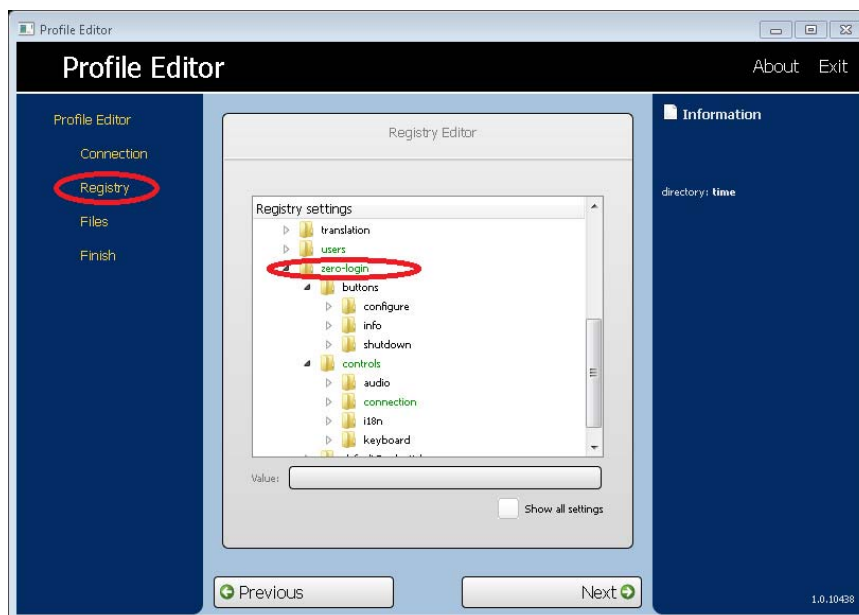 Profile Editor
Profile Editor
About Exit
Profile Editor
Connection
Registry
Files
Finish
Registry Editor
Registry settings
translation
users
zero-login
buttons
configure
info
shutdown
controls
audio
connection
i18n
keyboard
Value:
Show all settings
Previous
Next
Information
directory: time
1.0.10438